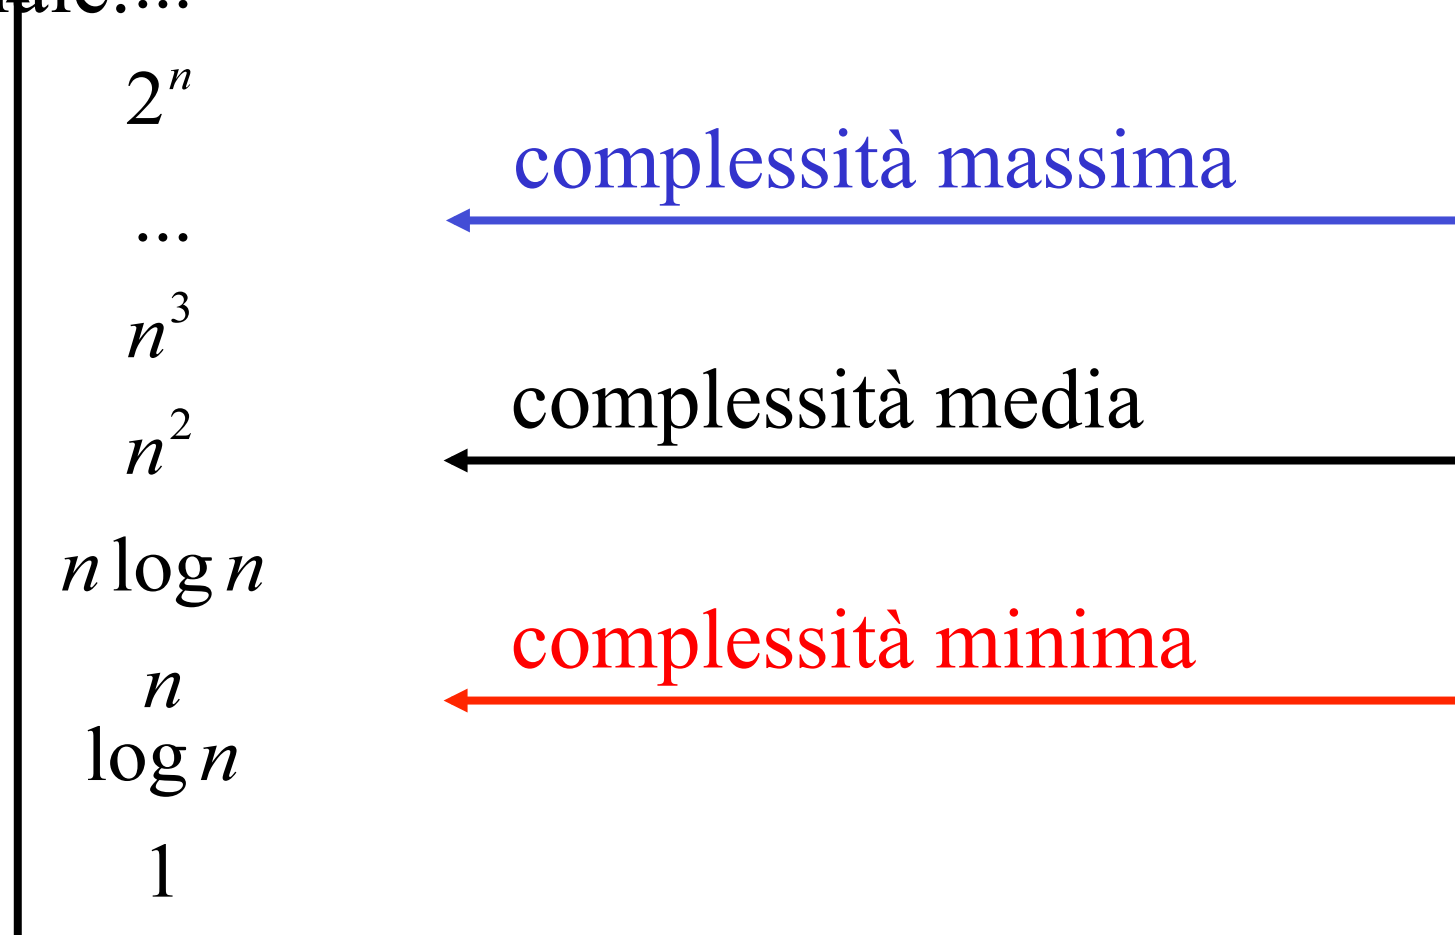 ...
2^n
complessità massima
...
n^3
complessità media
n^2
n log n
complessità minima
n
log n
1